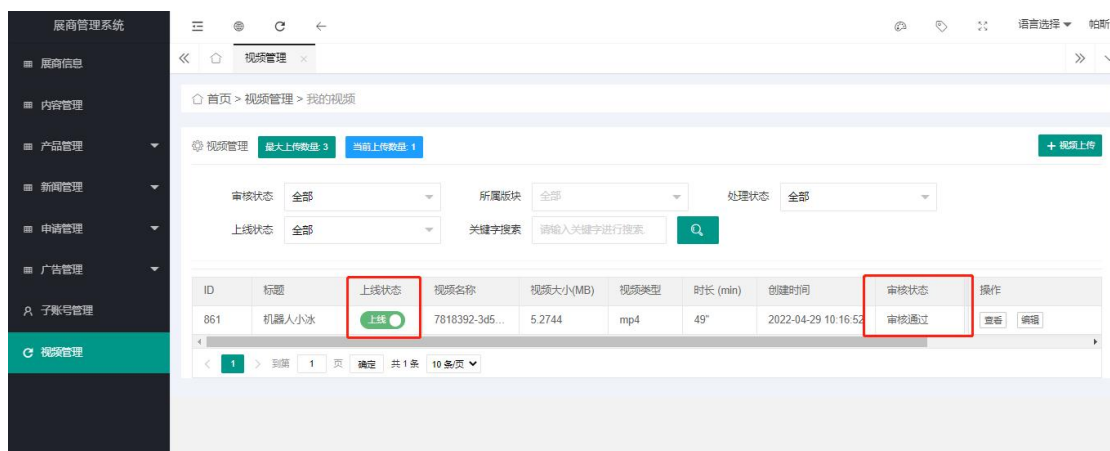 展商管理系统
语言选择 帕斯
展商信息
视频管理
内容管理
首页 > 视频管理 > 我的视频
产品管理
视频管理 最大上传数量: 3 当前上传数量: 1 视频上传
新闻管理
审核状态 全部 所属版块 全部 处理状态 全部
申请管理
上线状态 全部 关键字搜索 请输入关键字进行搜索
广告管理
ID 标题 上线状态 视频名称 视频大小(MB) 视频类型 时长 (min) 创建时间 审核状态 操作
子账号管理
861 机器人小冰 上线 7818392-3d5... 5.2744 mp4 49" 2022-04-29 10:16:52 审核通过 查看 编辑
视频管理
1 到第 1 页 确定 共 1 条 10 条/页